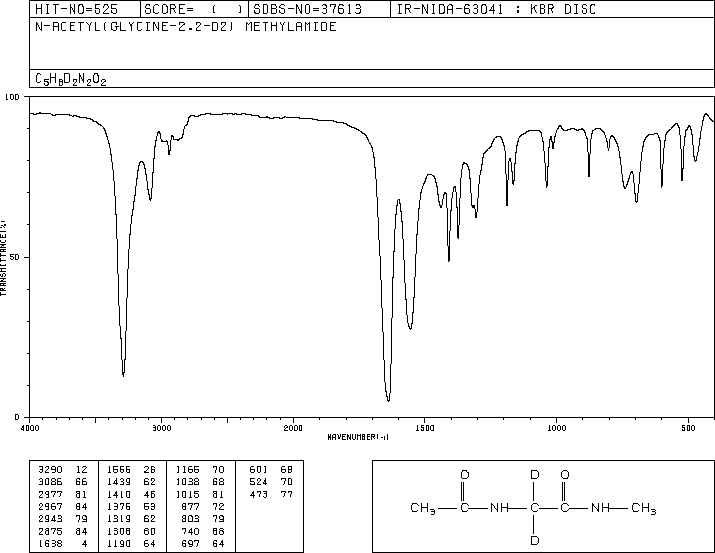 HIT-NO=525 SCORE= ( ) SDBS-NO=37613 IR-NIDA-63041 : KBR DISC
N-ACETYL(GLYCINE-2.2-D2) METHYLAMIDE
C5H8D2N2O2
100
50
0
TRANSMITTANCE(%)
4000 3000 2000 1500 1000 500
WAVENUMBER(-1)
3290 12 1566 26 1166 70 601 68
3086 66 1439 62 1038 68 524 70
2977 81 1410 46 1015 81 473 77
2967 84 1376 53 877 72
2943 79 1319 62 803 79
2875 84 1308 60 740 68
1638 4 1190 64 697 64
O D O
CH3 C NH C C NH CH3
D